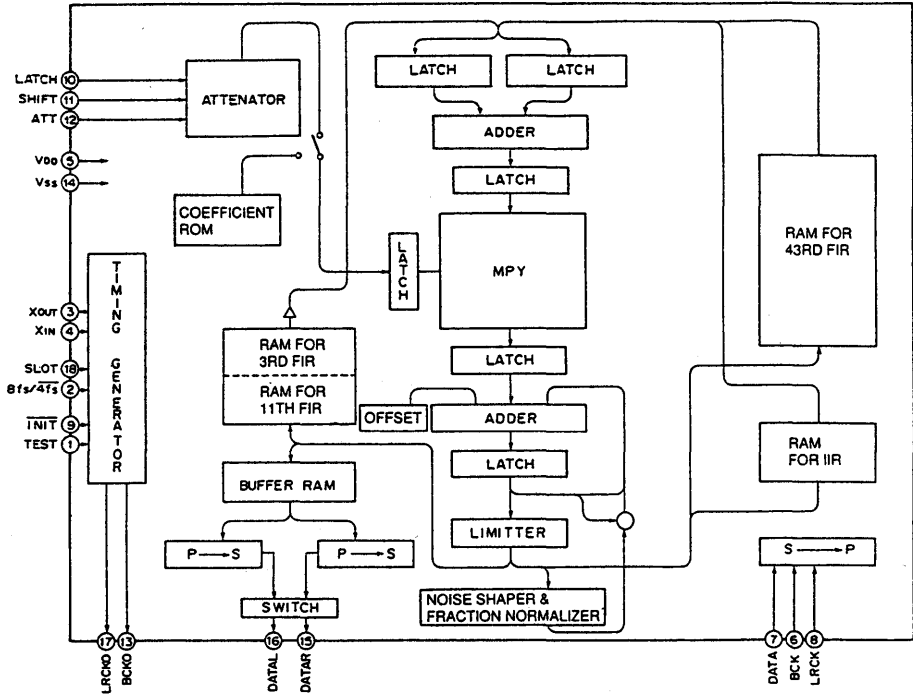 LATCH 10
SHIFT 11
ATT 12
VDD 5
VSS 14
XOUT 3
XIN 4
SLOT 18
8fs/4fs 2
INIT 9
TEST 1
ATTENATOR
COEFFICIENT
ROM
TIMING GENERATOR
LATCH
LATCH
ADDER
LATCH
MPY
LATCH
LATCH
OFFSET
ADDER
LATCH
LIMITTER
NOISE SHAPER &
FRACTION NORMALIZER
RAM FOR
3RD FIR
RAM FOR
11TH FIR
BUFFER RAM
P S
P S
SWITCH
RAM FOR
43RD FIR
RAM
FOR IIR
S P
17 LRCKO
13 BCKO
16 DATAL
15 DATAR
7 DATA
6 BCK
8 LRCK